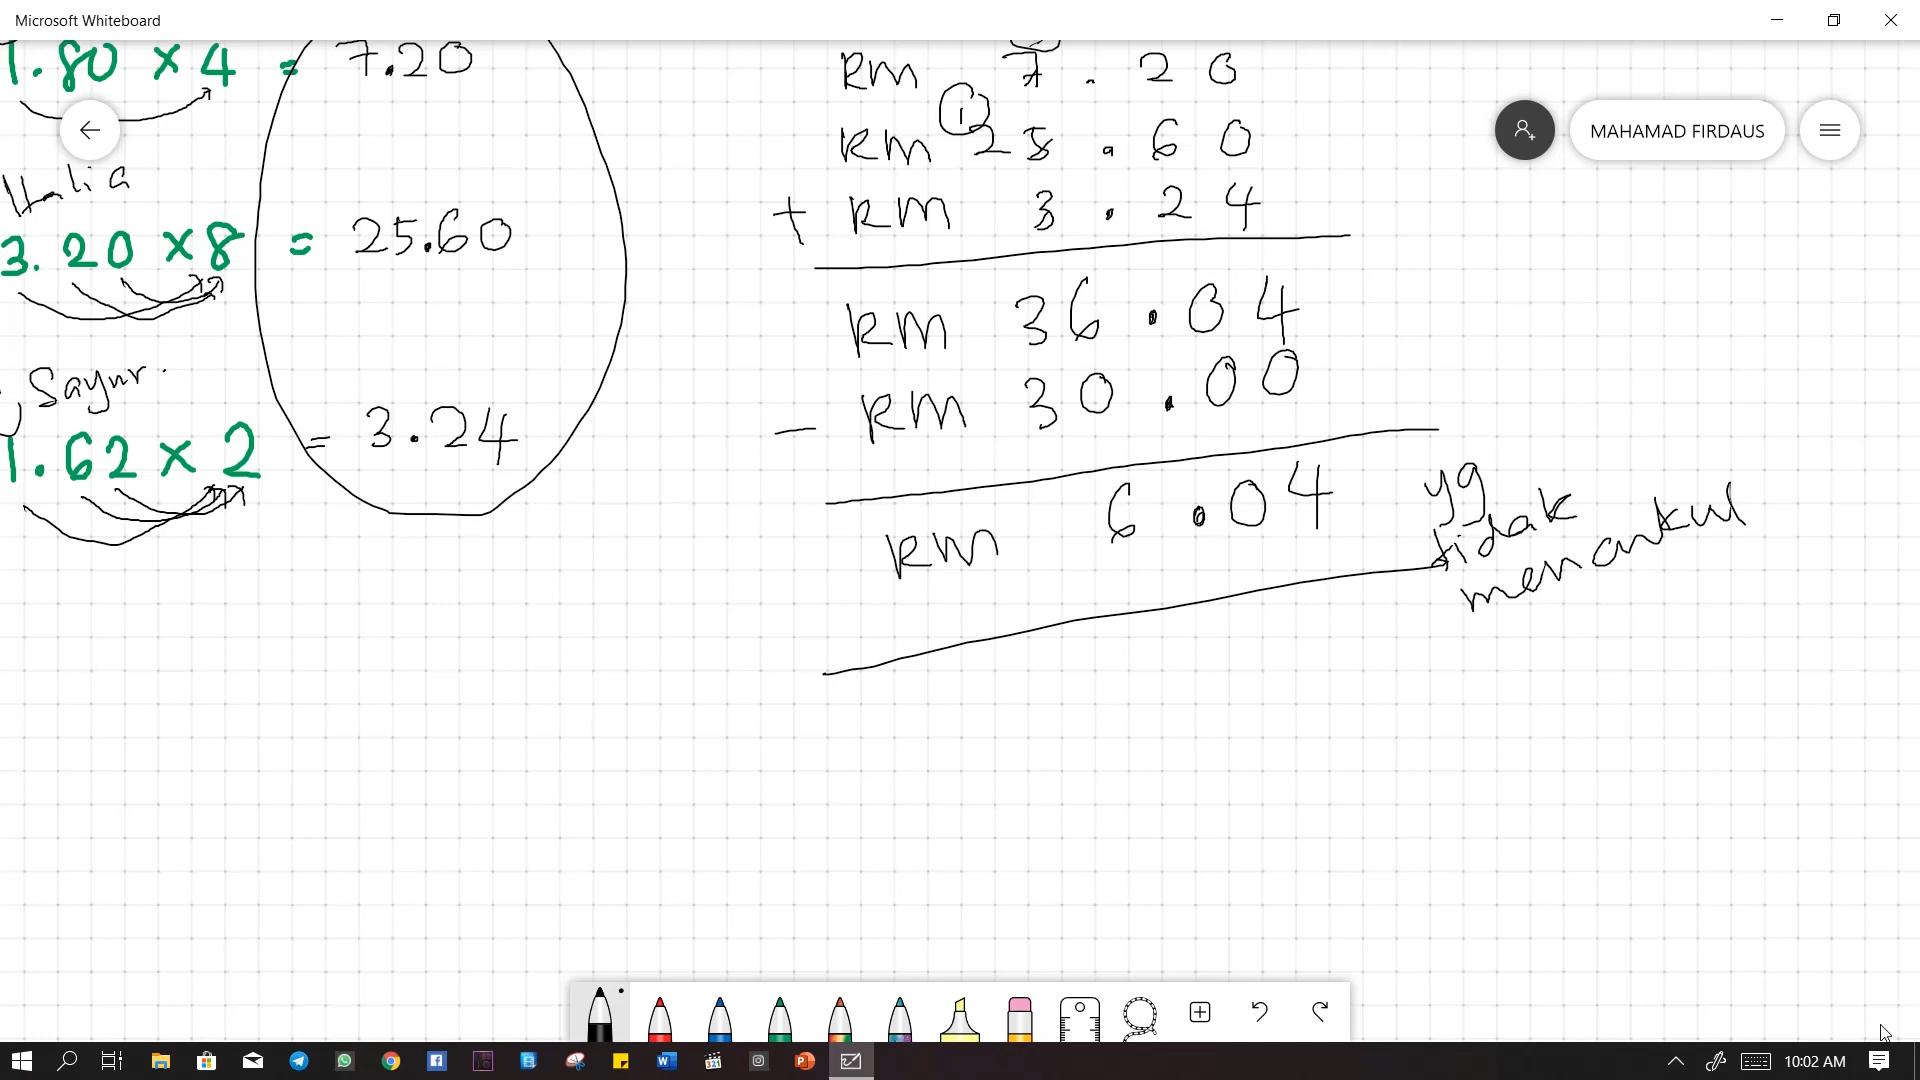 Microsoft Whiteboard
1.80 × 4 = 7.20
Halia
3.20 × 8 = 25.60
Sayur
1.62 × 2 = 3.24
RM 7.20
1
RM 25.60
+ RM 3.24
RM 36.04
- RM 30.00
RM 6.04
yg
tidak
menankul
MAHAMAD FIRDAUS
10:02 AM